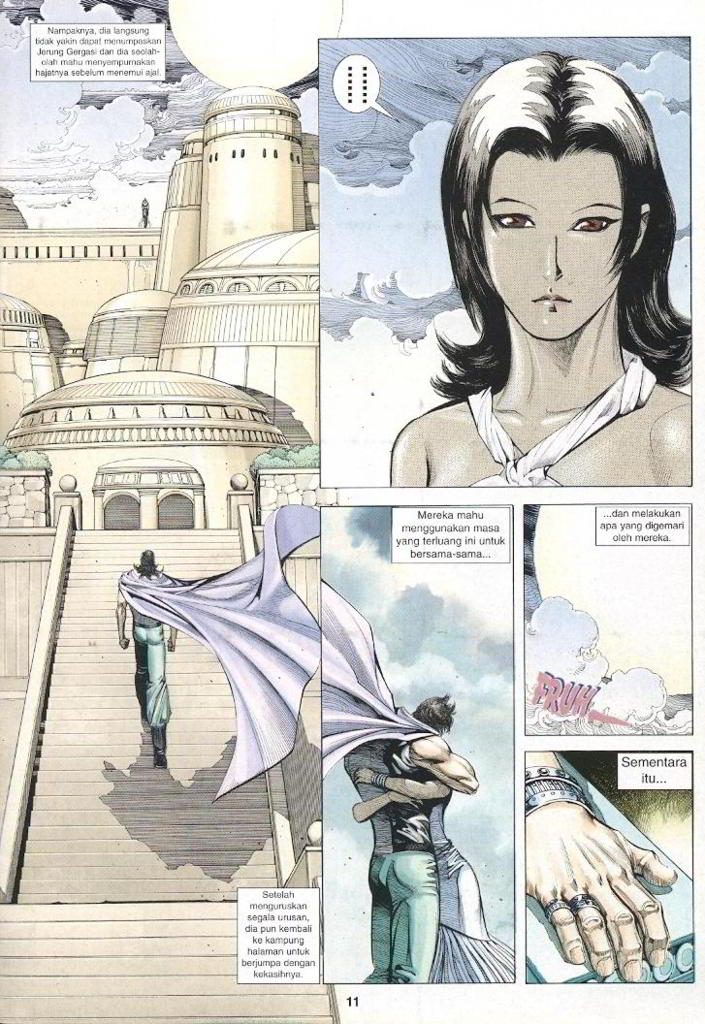 Nampaknya, dia langsung
tidak yakin dapat menumpaskan
Jerung Gergasi dan dia seolah-
olah mahu menyempurnakan
hajatnya sebelum menemui ajal.
Setelah
menguruskan
segala urusan,
dia pun kembali
ke kampung
halaman untuk
berjumpa dengan
kekasihnya.
Mereka mahu
menggunakan masa
yang terluang ini untuk
bersama-sama...
...dan melakukan
apa yang digemari
oleh mereka.
FRUH
Sementara
itu...
11